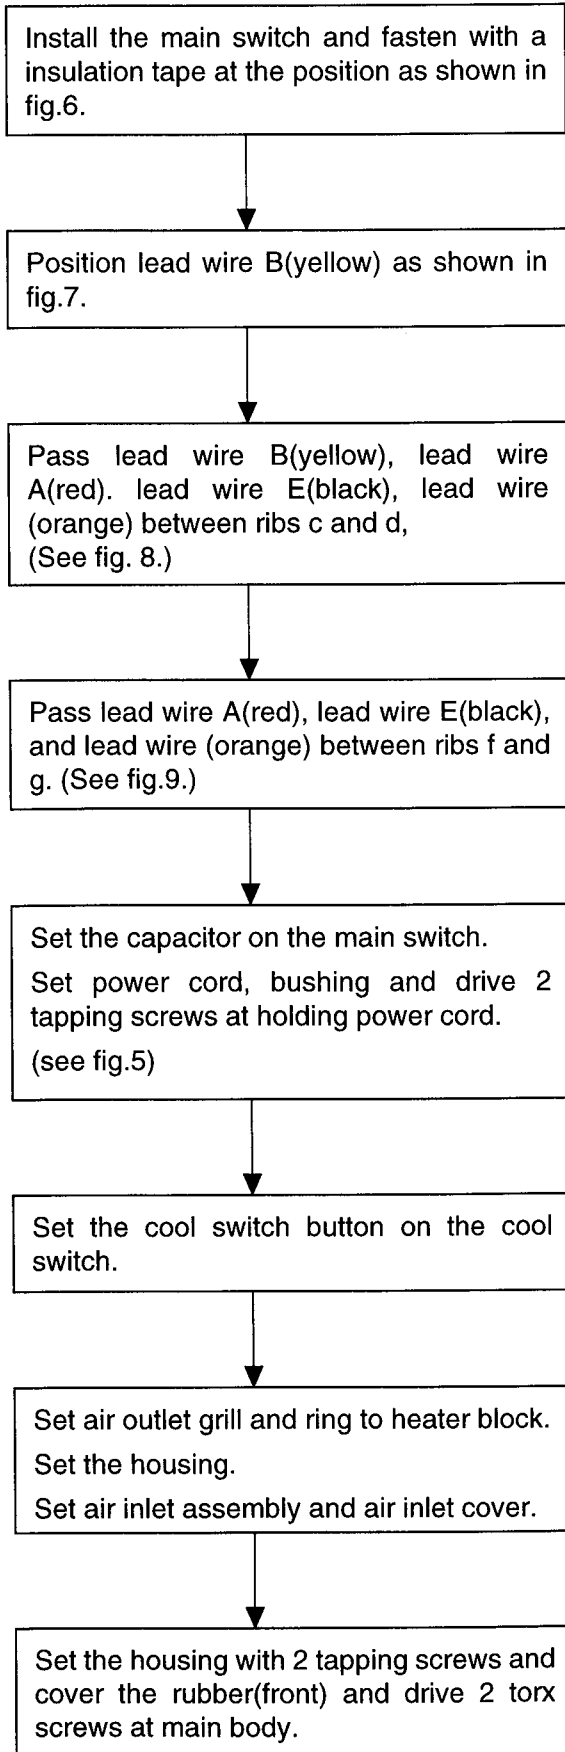 Install the main switch and fasten with a
insulation tape at the position as shown in
fig.6.
Position lead wire B(yellow) as shown in
fig.7.
Pass lead wire B(yellow), lead wire
A(red). lead wire E(black), lead wire
(orange) between ribs c and d,
(See fig. 8.)
Pass lead wire A(red), lead wire E(black),
and lead wire (orange) between ribs f and
g. (See fig.9.)
Set the capacitor on the main switch.
Set power cord, bushing and drive 2
tapping screws at holding power cord.
(see fig.5)
Set the cool switch button on the cool
switch.
Set air outlet grill and ring to heater block.
Set the housing.
Set air inlet assembly and air inlet cover.
Set the housing with 2 tapping screws and
cover the rubber(front) and drive 2 torx
screws at main body.